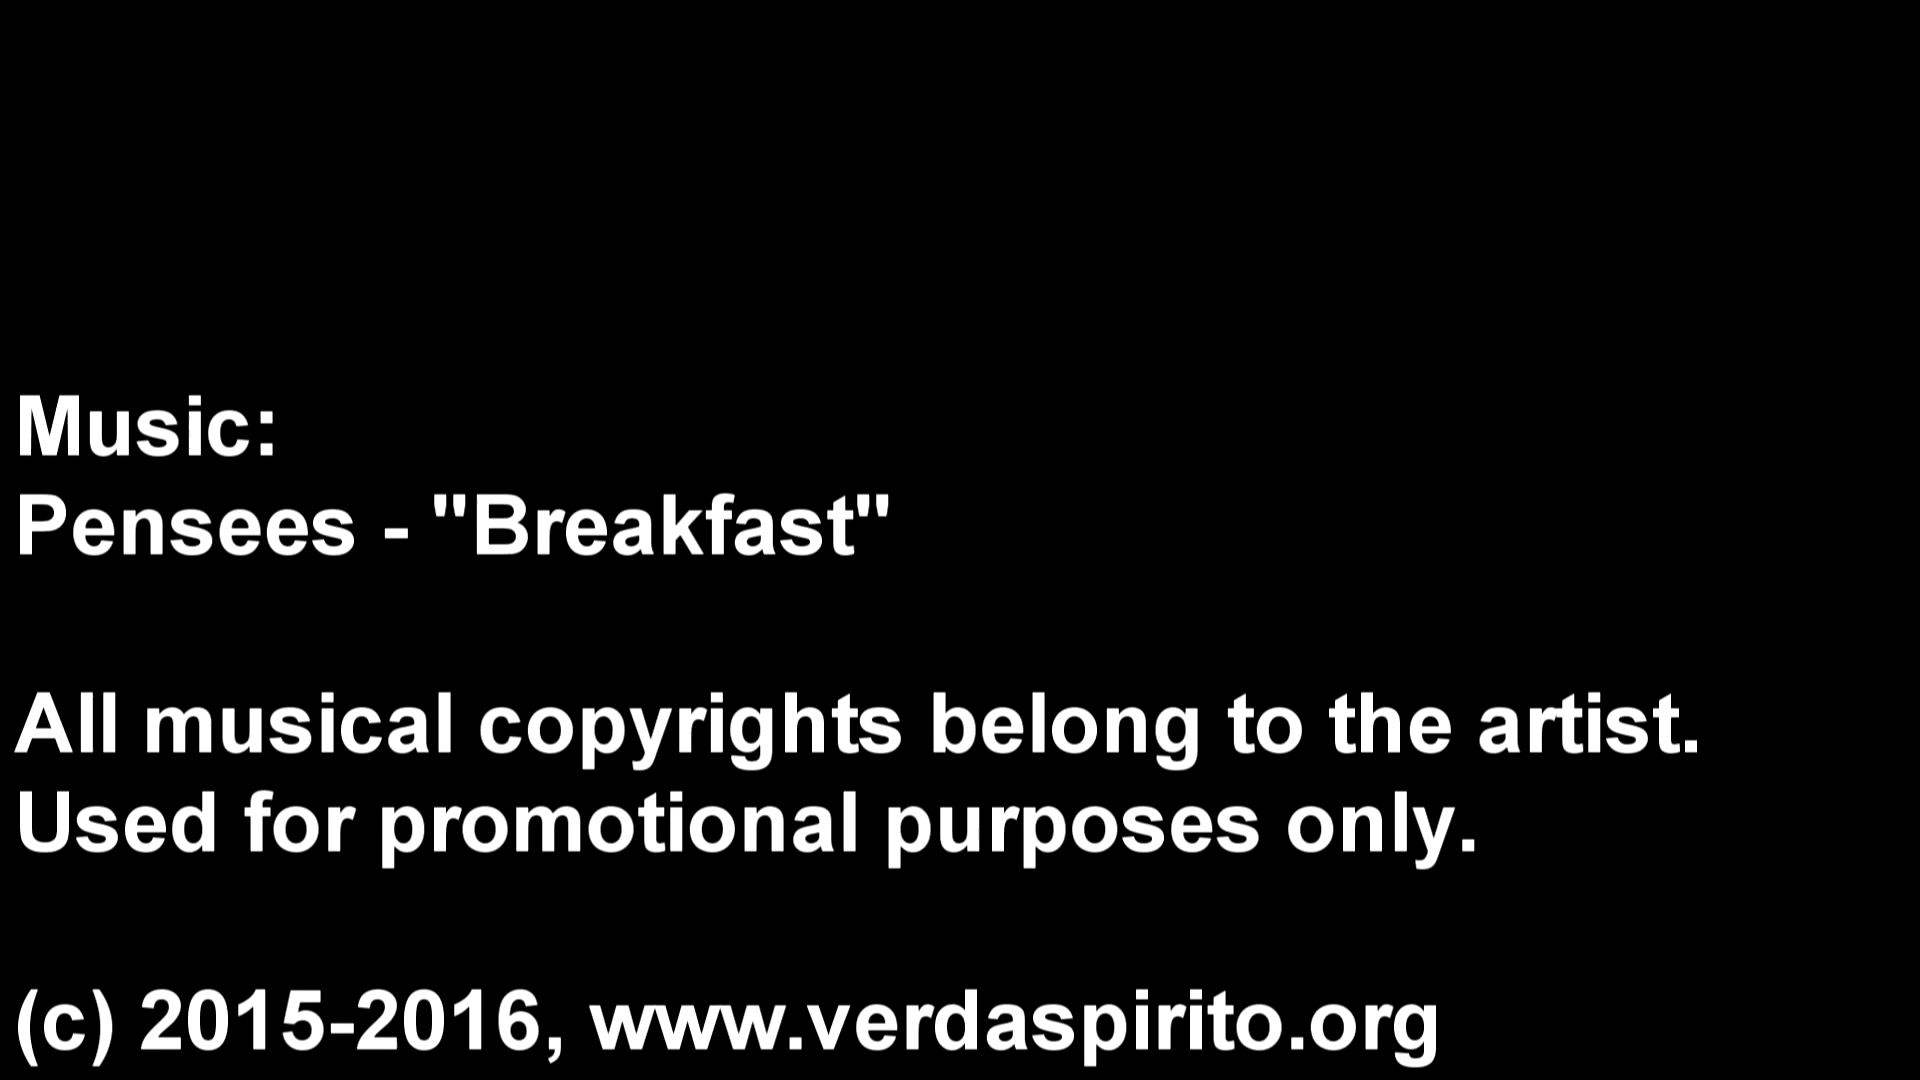 Music:
Pensees - "Breakfast"
All musical copyrights belong to the artist.
Used for promotional purposes only.
(c) 2015-2016, www.verdaspirito.org